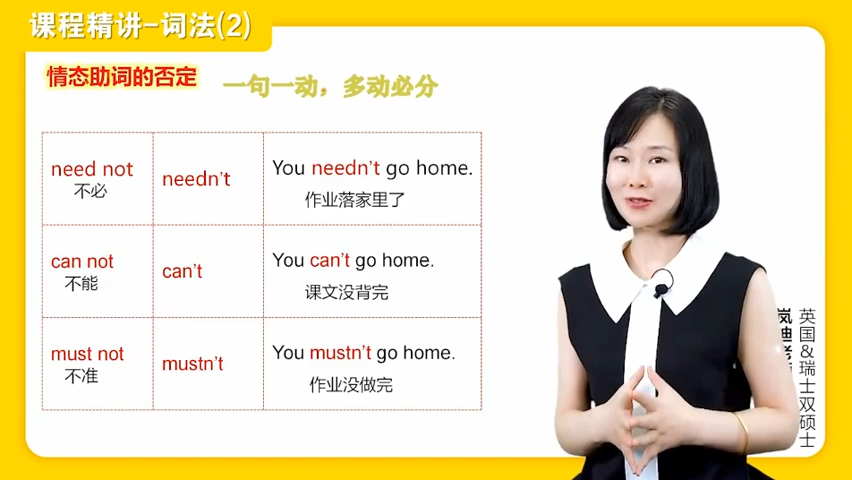 课程精讲-词法(2)
情态助词的否定
一句一动，多动必分
need not
不必
needn't
You needn't go home.
作业落家里了
can not
不能
can't
You can't go home.
课文没背完
must not
不准
mustn't
You mustn't go home.
作业没做完
英国&瑞士双硕士
岚迪老